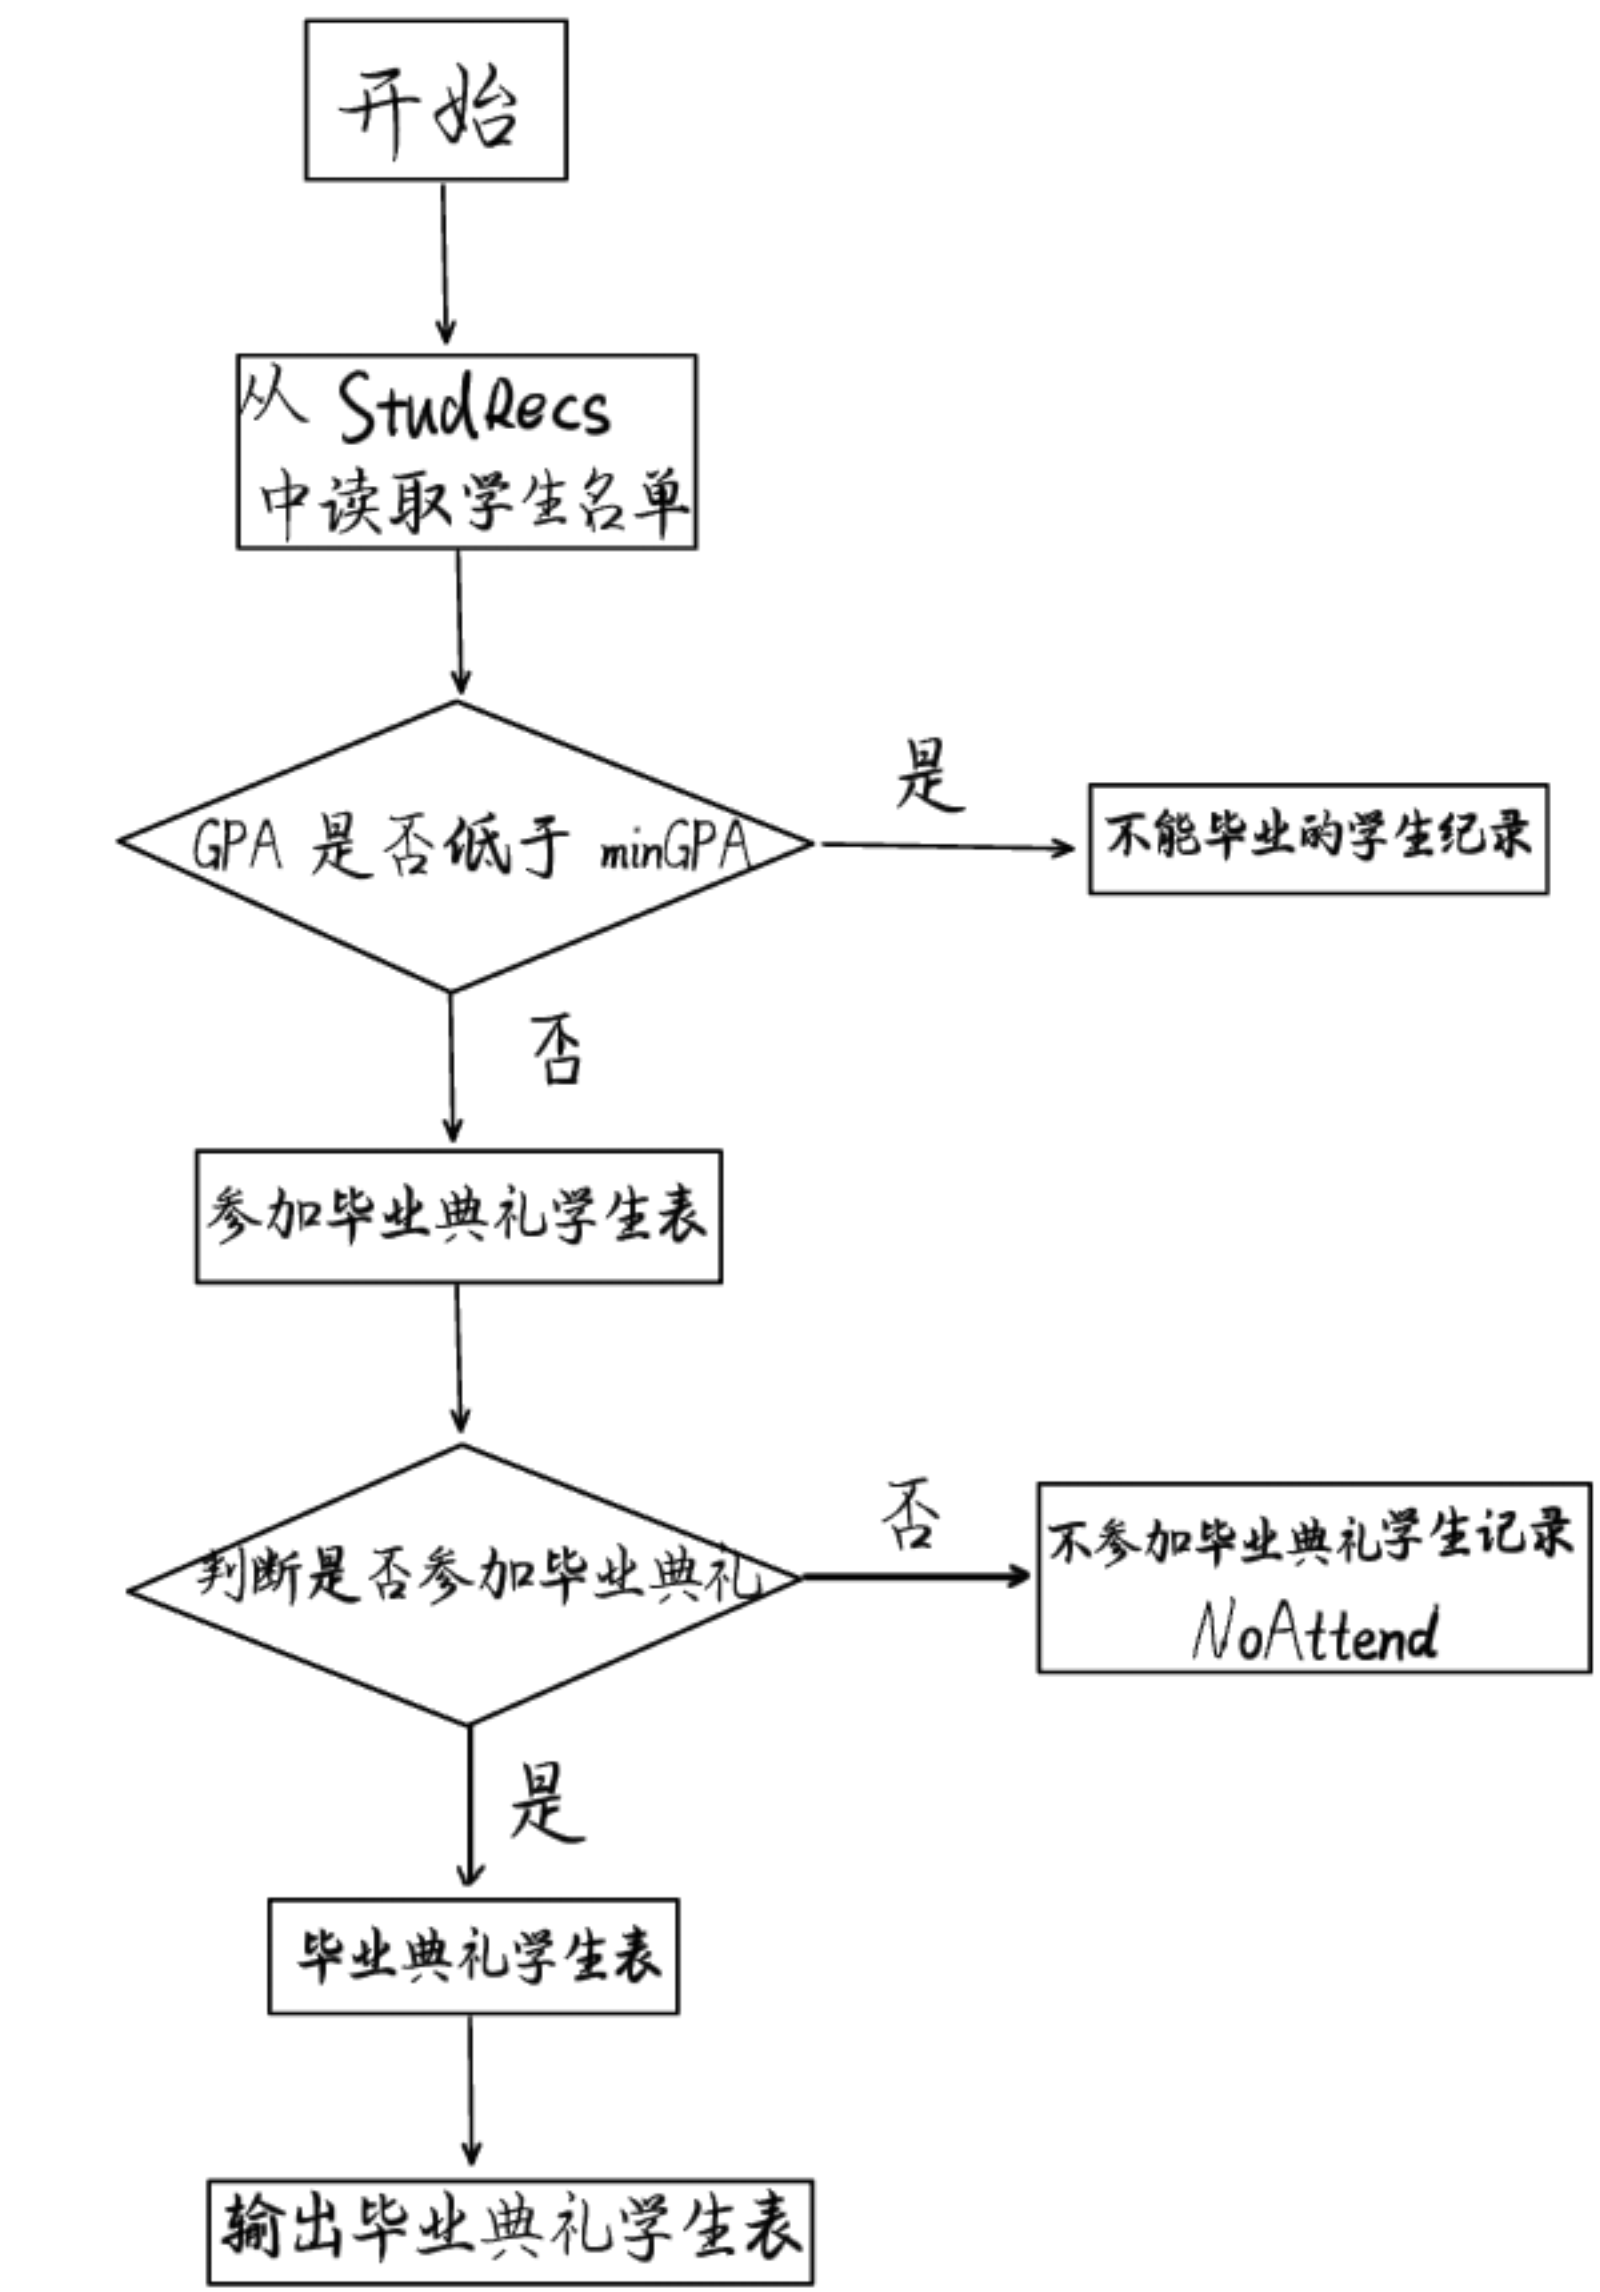 开始
从 StudRecs
中读取学生名单
GPA 是否低于 minGPA
是
不能毕业的学生纪录
否
参加毕业典礼学生表
判断是否参加毕业典礼
否
不参加毕业典礼学生记录
NoAttend
是
毕业典礼学生表
输出毕业典礼学生表